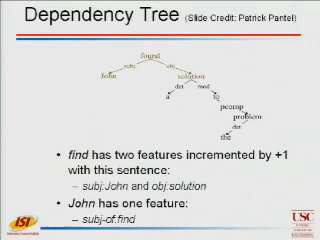 Dependency Tree (Slide Credit: Patrick Pantel)
found
subj obj
John solution
det mod
a to
pcomp
problem
det
the
• find has two features incremented by +1
with this sentence:
– subj:John and obj:solution
• John has one feature:
– subj-of:find
ISI
USC